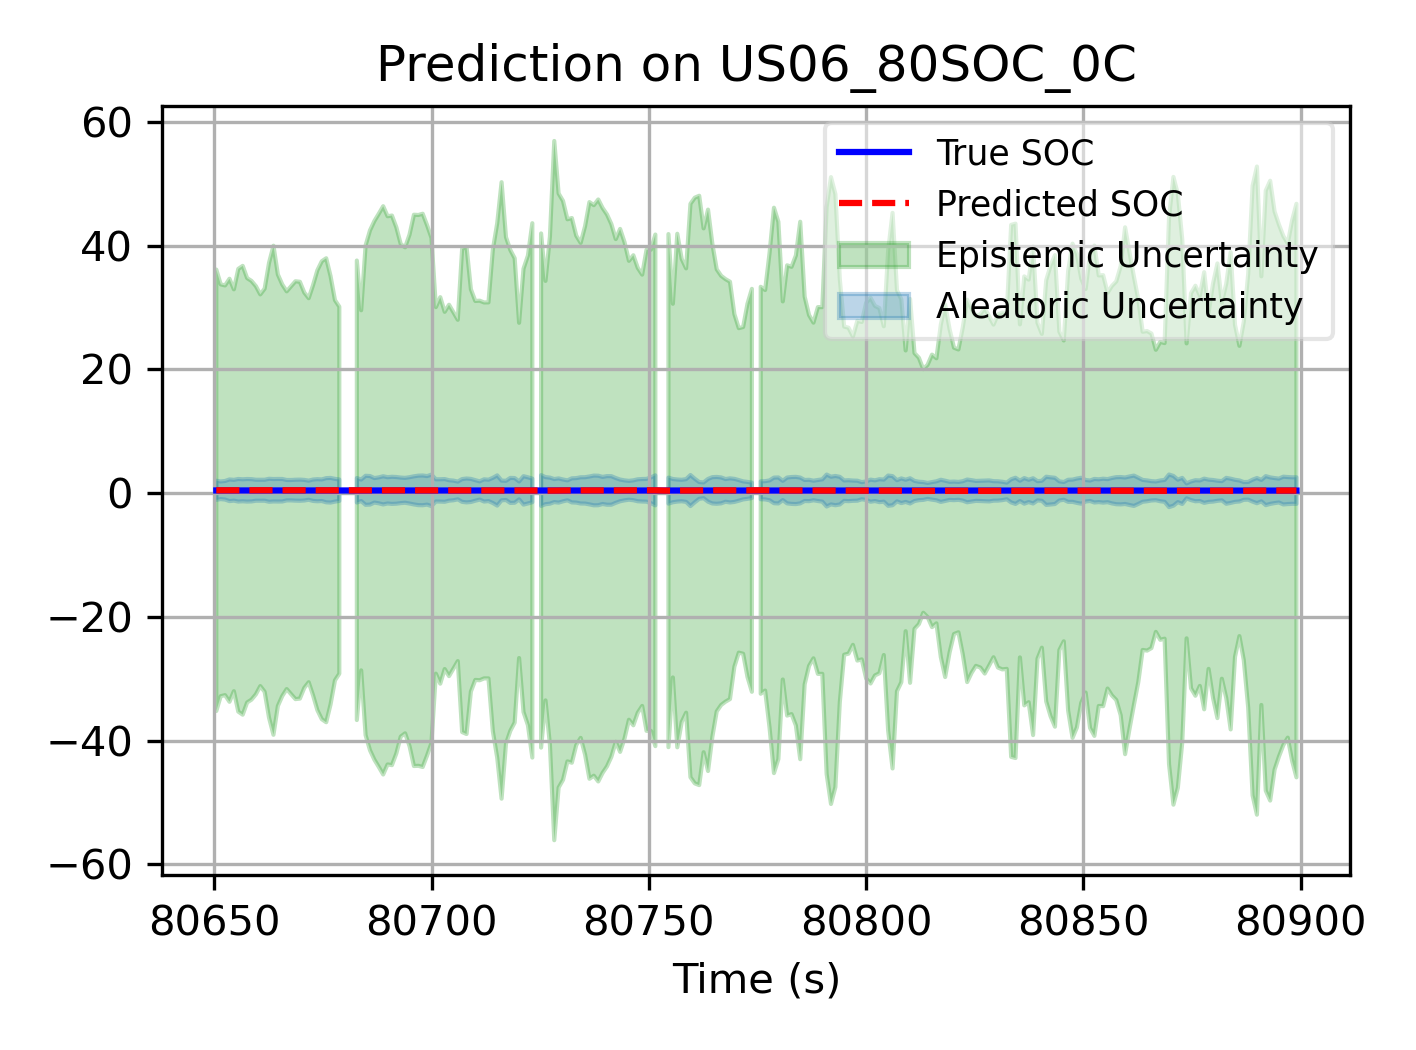 Prediction on US06_80SOC_0C
60
40
20
0
−20
−40
−60
True SOC
Predicted SOC
Epistemic Uncertainty
Aleatoric Uncertainty
80650 80700 80750 80800 80850 80900
Time (s)